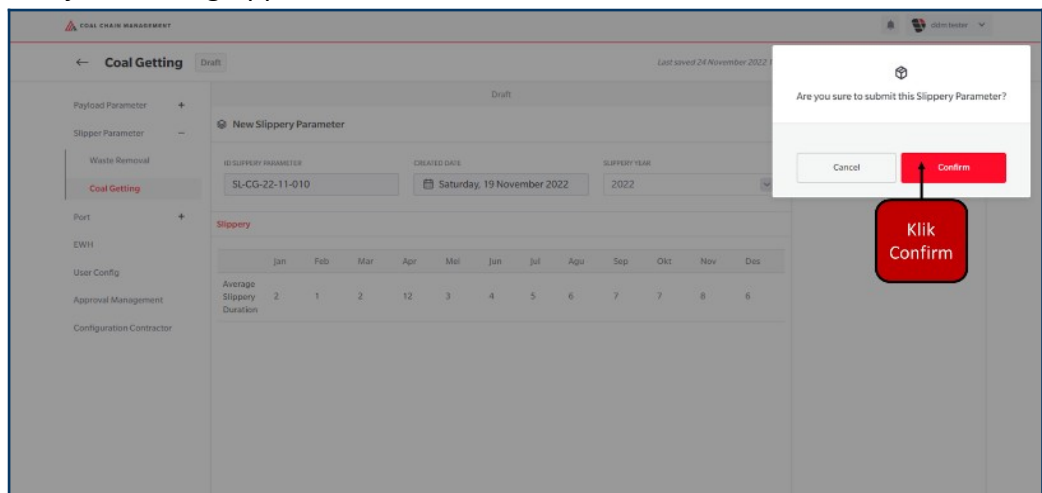 COAL CHAIN MANAGEMENT
Coal Getting Draft Last saved 24 November 2022
Are you sure to submit this Slippery Parameter?
Cancel Confirm
Klik
Confirm
Payload Parameter +
Slipper Parameter –
Waste Removal
Coal Getting
Port +
EWH
User Config
Approval Management
Configuration Contractor
Draft
New Slippery Parameter
ID SLIPPERY PARAMETER CREATED DATE SLIPPERY YEAR
SL-CG-22-11-010 Saturday, 19 November 2022 2022
Slippery
Jan Feb Mar Apr Mei Jun Jul Agu Sep Okt Nov Des
Average
Slippery 2 1 2 12 3 4 5 6 7 7 8 6
Duration